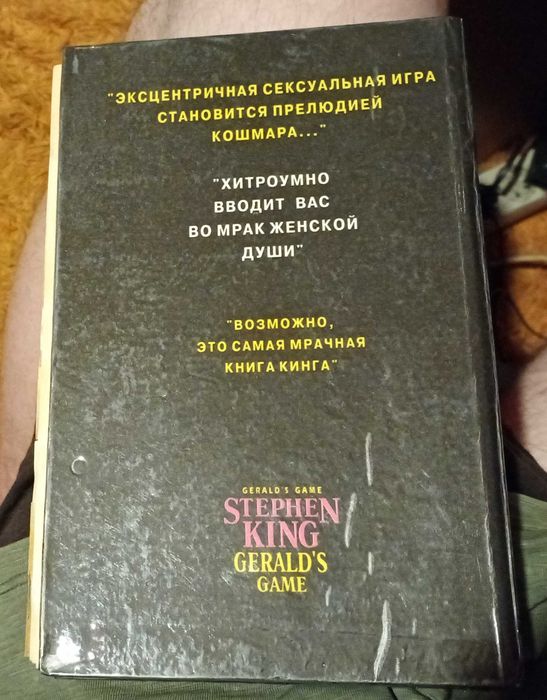 "ЭКСЦЕНТРИЧНАЯ СЕКСУАЛЬНАЯ ИГРА
СТАНОВИТСЯ ПРЕЛЮДИЕЙ
КОШМАРА..."
"ХИТРОУМНО
ВВОДИТ ВАС
ВО МРАК ЖЕНСКОЙ
ДУШИ"
"ВОЗМОЖНО,
ЭТО САМАЯ МРАЧНАЯ
КНИГА КИНГА"
GERALD'S GAME
STEPHEN
KING
GERALD'S
GAME